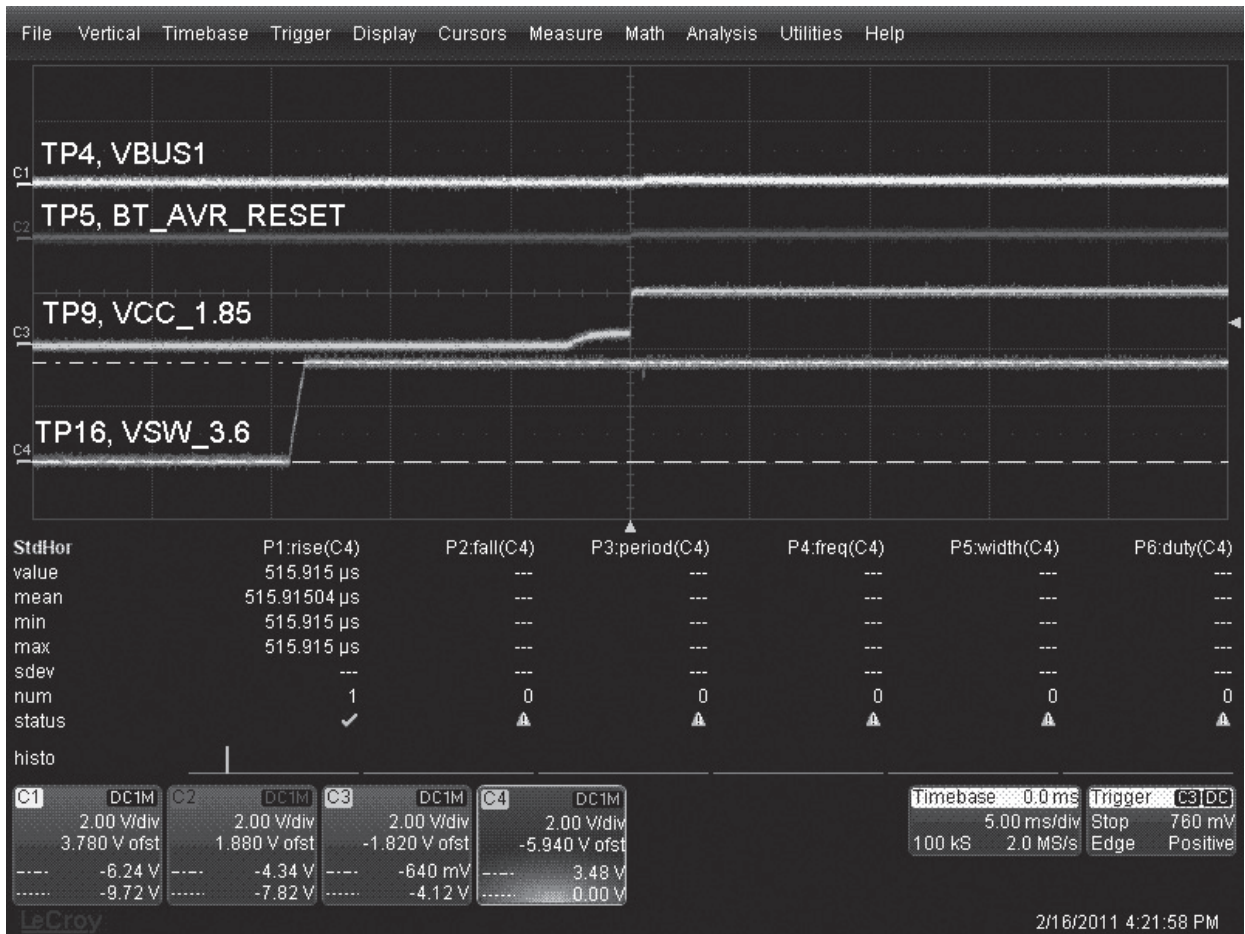 File Vertical Timebase Trigger Display Cursors Measure Math Analysis Utilities Help
TP4, VBUS1
C1
TP5, BT_AVR_RESET
C2
TP9, VCC_1.85
C3
TP16, VSW_3.6
C4
StdHor P1:rise(C4) P2:fall(C4) P3:period(C4) P4:freq(C4) P5:width(C4) P6:duty(C4)
value 515.915 µs --- --- --- --- ---
mean 515.91504 µs --- --- --- --- ---
min 515.915 µs --- --- --- --- ---
max 515.915 µs --- --- --- --- ---
sdev --- --- --- --- --- ---
num 1 0 0 0 0 0
status
histo
C1 DC1M C2 DC1M C3 DC1M C4 DC1M Timebase 0.0 ms Trigger C3 DC
2.00 V/div 2.00 V/div 2.00 V/div 2.00 V/div 5.00 ms/div Stop 760 mV
3.780 V ofst 1.880 V ofst -1.820 V ofst -5.940 V ofst 100 kS 2.0 MS/s Edge Positive
-6.24 V -4.34 V -640 mV 3.48 V
-9.72 V -7.82 V -4.12 V 0.00 V
LeCroy
2/16/2011 4:21:58 PM